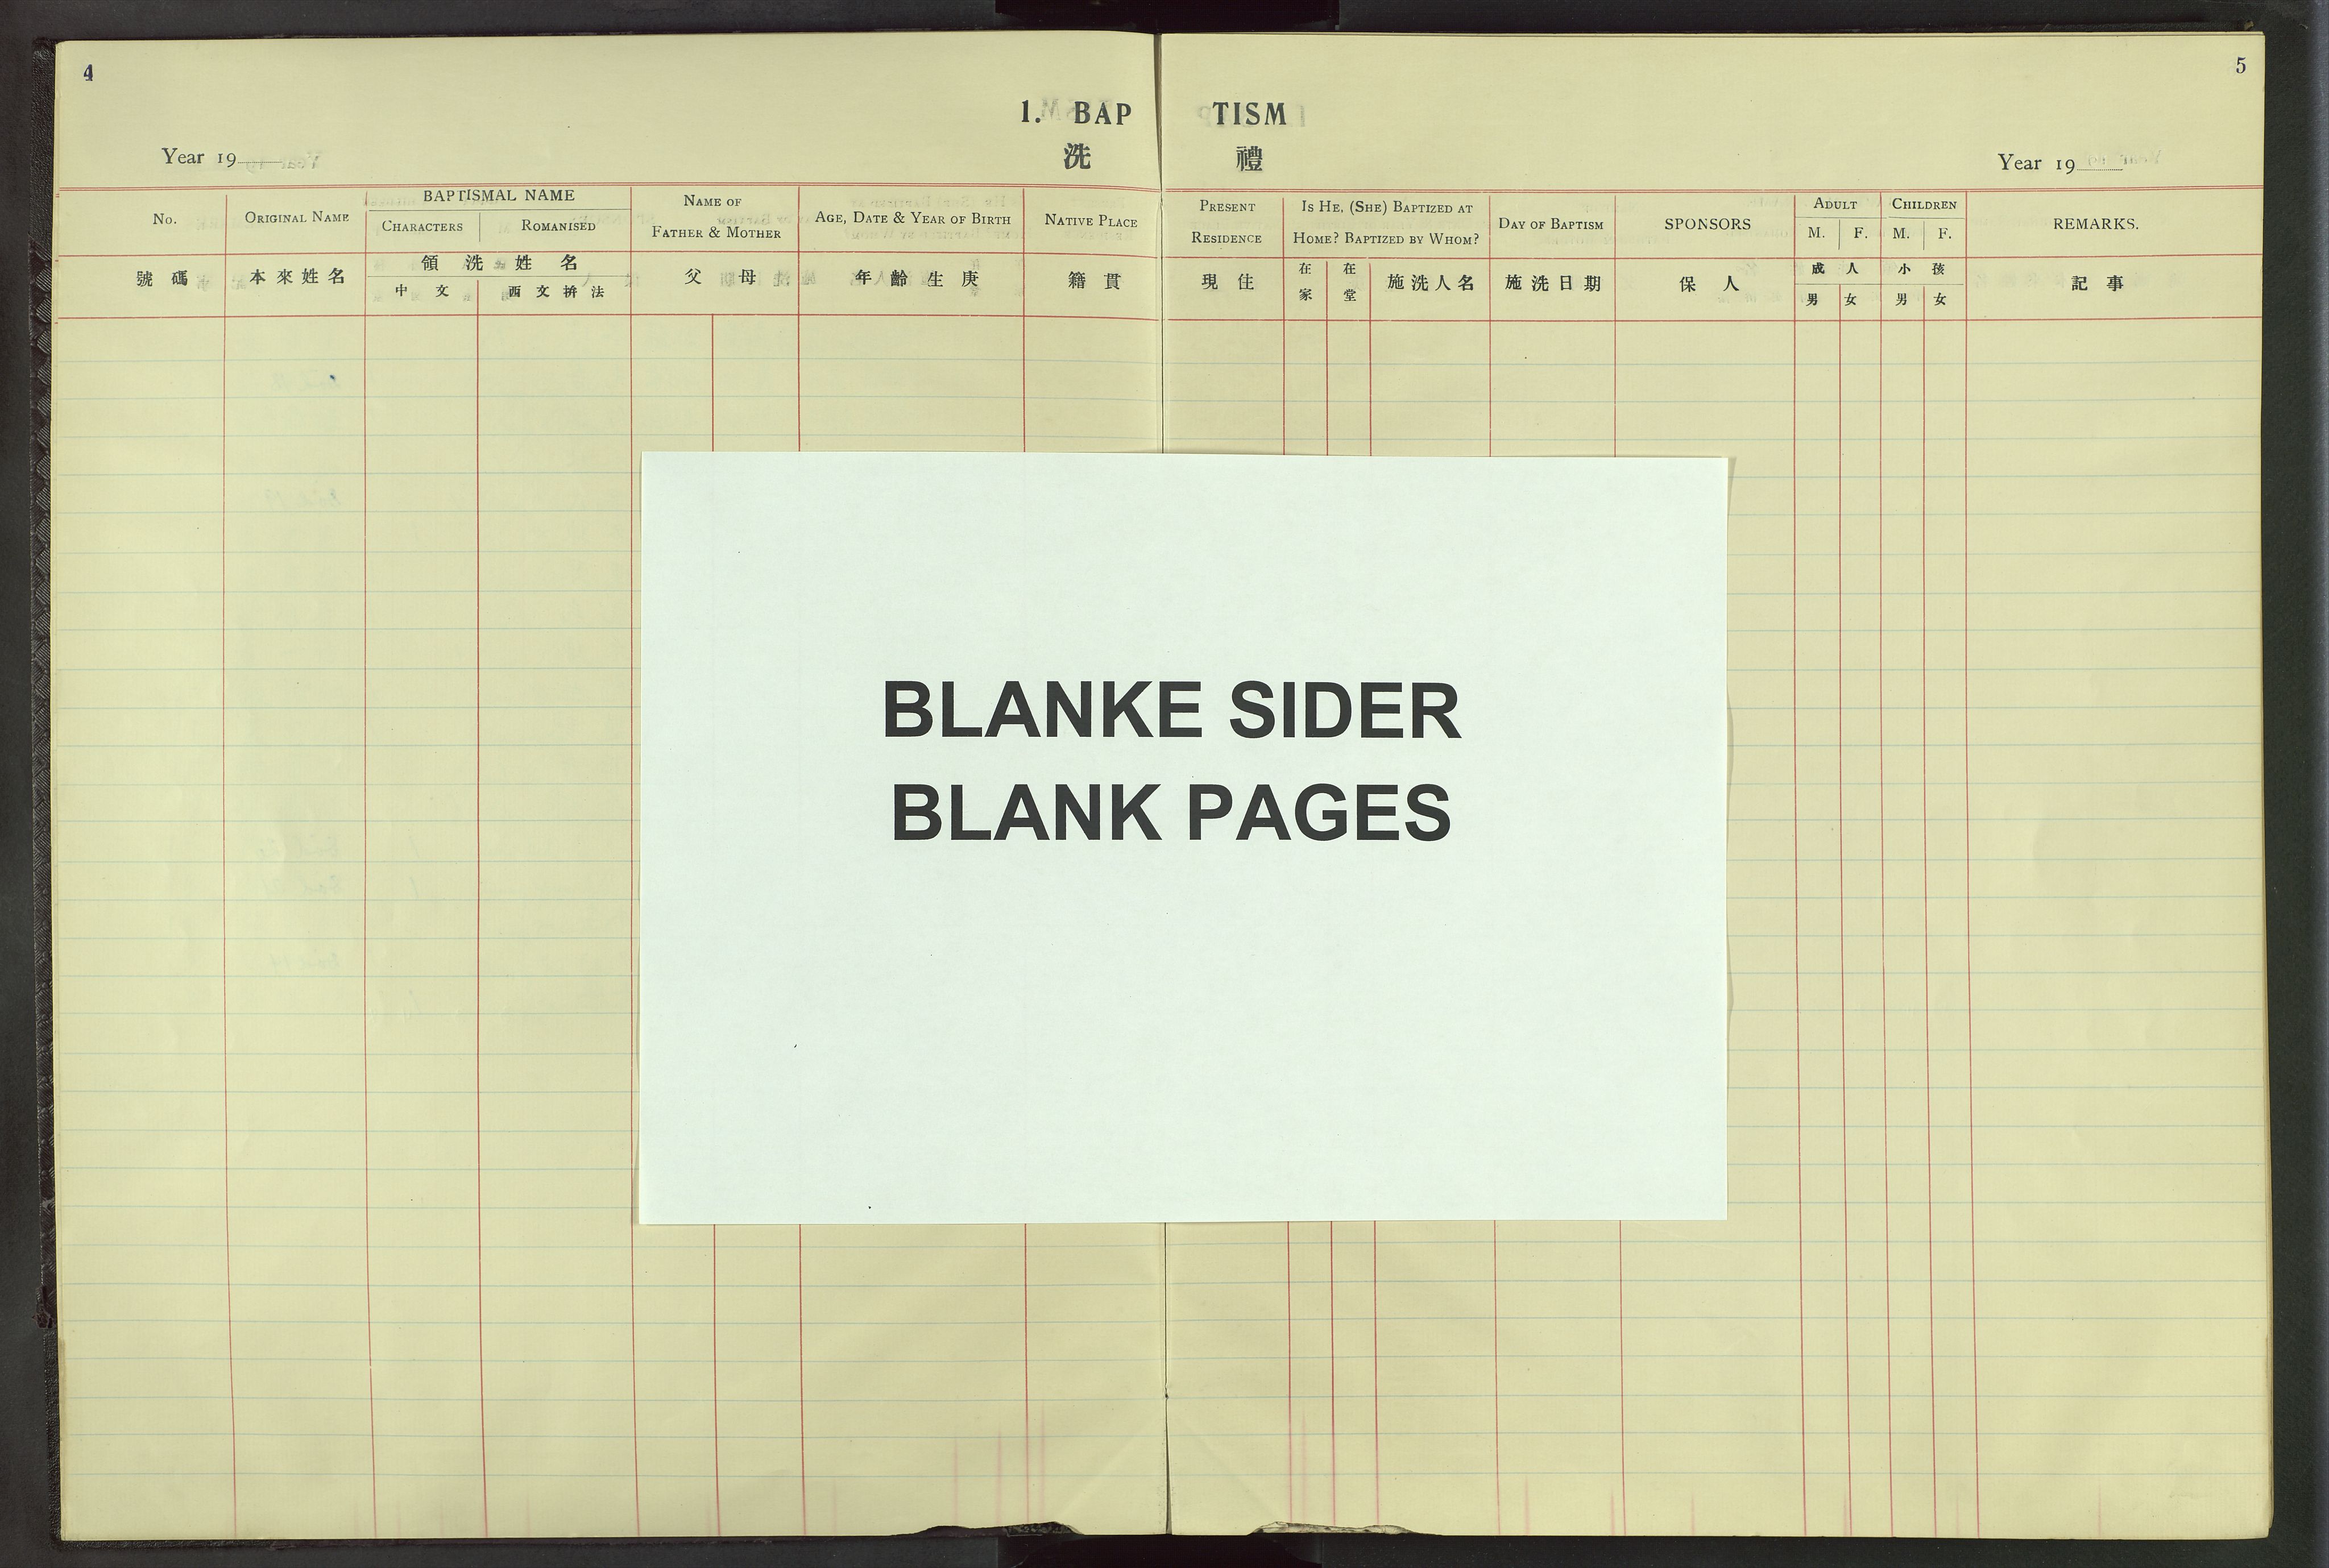 4
5
1. BAP TISM
洗 禮
Year 19
Year 19
No.
ORIGINAL NAME
BAPTISMAL NAME
CHARACTERS
ROMANISED
NAME OF
FATHER & MOTHER
AGE, DATE & YEAR OF BIRTH
NATIVE PLACE
PRESENT
RESIDENCE
IS HE, (SHE) BAPTIZED AT
HOME? BAPTIZED BY WHOM?
DAY OF BAPTISM
SPONSORS
ADULT
M. F.
CHILDREN
M. F.
REMARKS.
號碼
本來姓名
領洗姓名
中文
西文拚法
父母
年齡生庚
籍貫
現住
在家
在堂
施洗人名
施洗日期
保人
成人
男 女
小孩
男 女
記事
BLANKE SIDER
BLANK PAGES